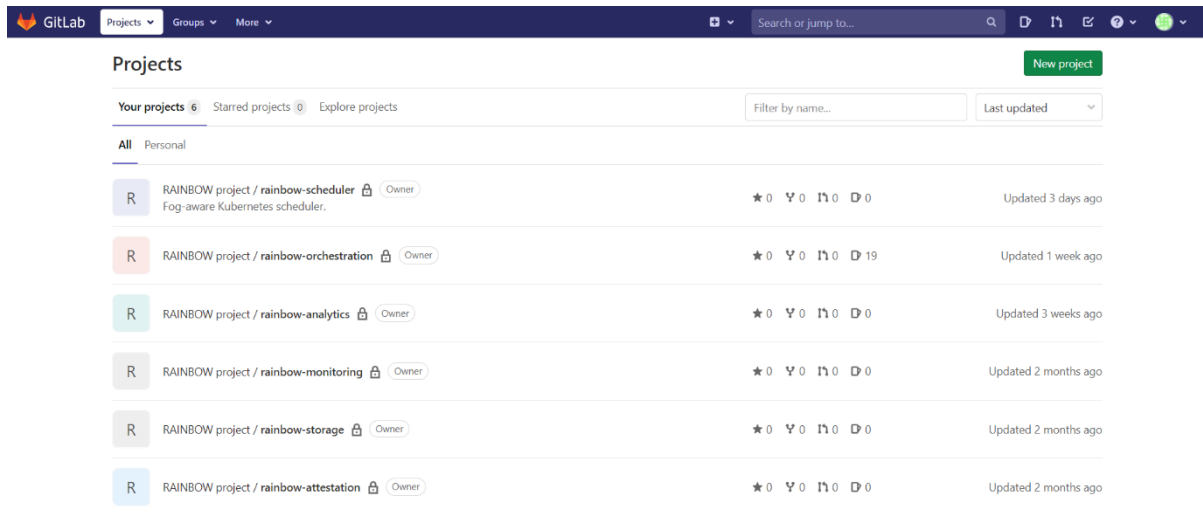 GitLab Projects Groups More Search or jump to...
Projects New project
Your projects 6 Starred projects 0 Explore projects Filter by name... Last updated
All Personal
R RAINBOW project / rainbow-scheduler Owner 0 0 0 0 Updated 3 days ago
Fog-aware Kubernetes scheduler.
R RAINBOW project / rainbow-orchestration Owner 0 0 0 19 Updated 1 week ago
R RAINBOW project / rainbow-analytics Owner 0 0 0 0 Updated 3 weeks ago
R RAINBOW project / rainbow-monitoring Owner 0 0 0 0 Updated 2 months ago
R RAINBOW project / rainbow-storage Owner 0 0 0 0 Updated 2 months ago
R RAINBOW project / rainbow-attestation Owner 0 0 0 0 Updated 2 months ago